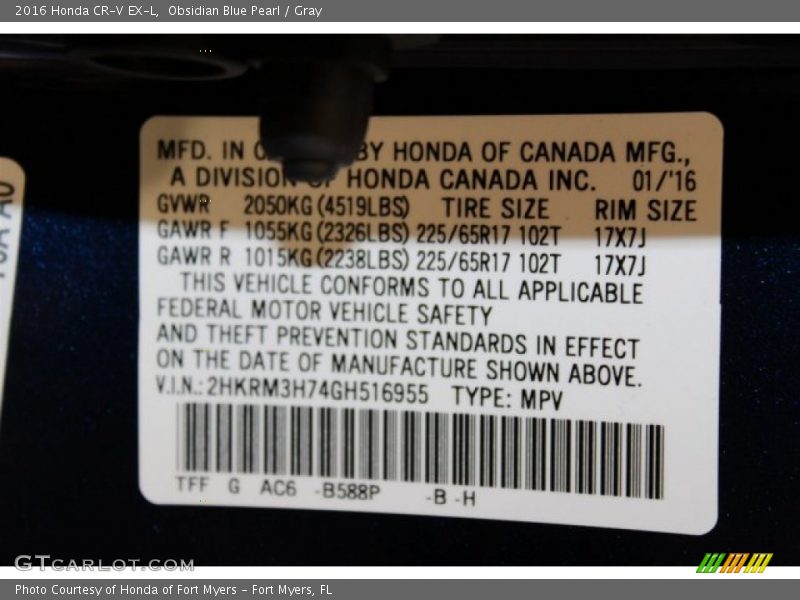 2016 Honda CR-V EX-L, Obsidian Blue Pearl / Gray
MFD. IN BY HONDA OF CANADA MFG.,
A DIVISION OF HONDA CANADA INC. 01/'16
GVWR 2050KG (4519LBS) TIRE SIZE RIM SIZE
GAWR F 1055KG (2326LBS) 225/65R17 102T 17X7J
GAWR R 1015KG (2238LBS) 225/65R17 102T 17X7J
THIS VEHICLE CONFORMS TO ALL APPLICABLE
FEDERAL MOTOR VEHICLE SAFETY
AND THEFT PREVENTION STANDARDS IN EFFECT
ON THE DATE OF MANUFACTURE SHOWN ABOVE.
V.I.N.: 2HKRM3H74GH516955 TYPE: MPV
TFF G AC6 -B588P -B -H
GTCARLOT.COM
Photo Courtesy of Honda of Fort Myers - Fort Myers, FL